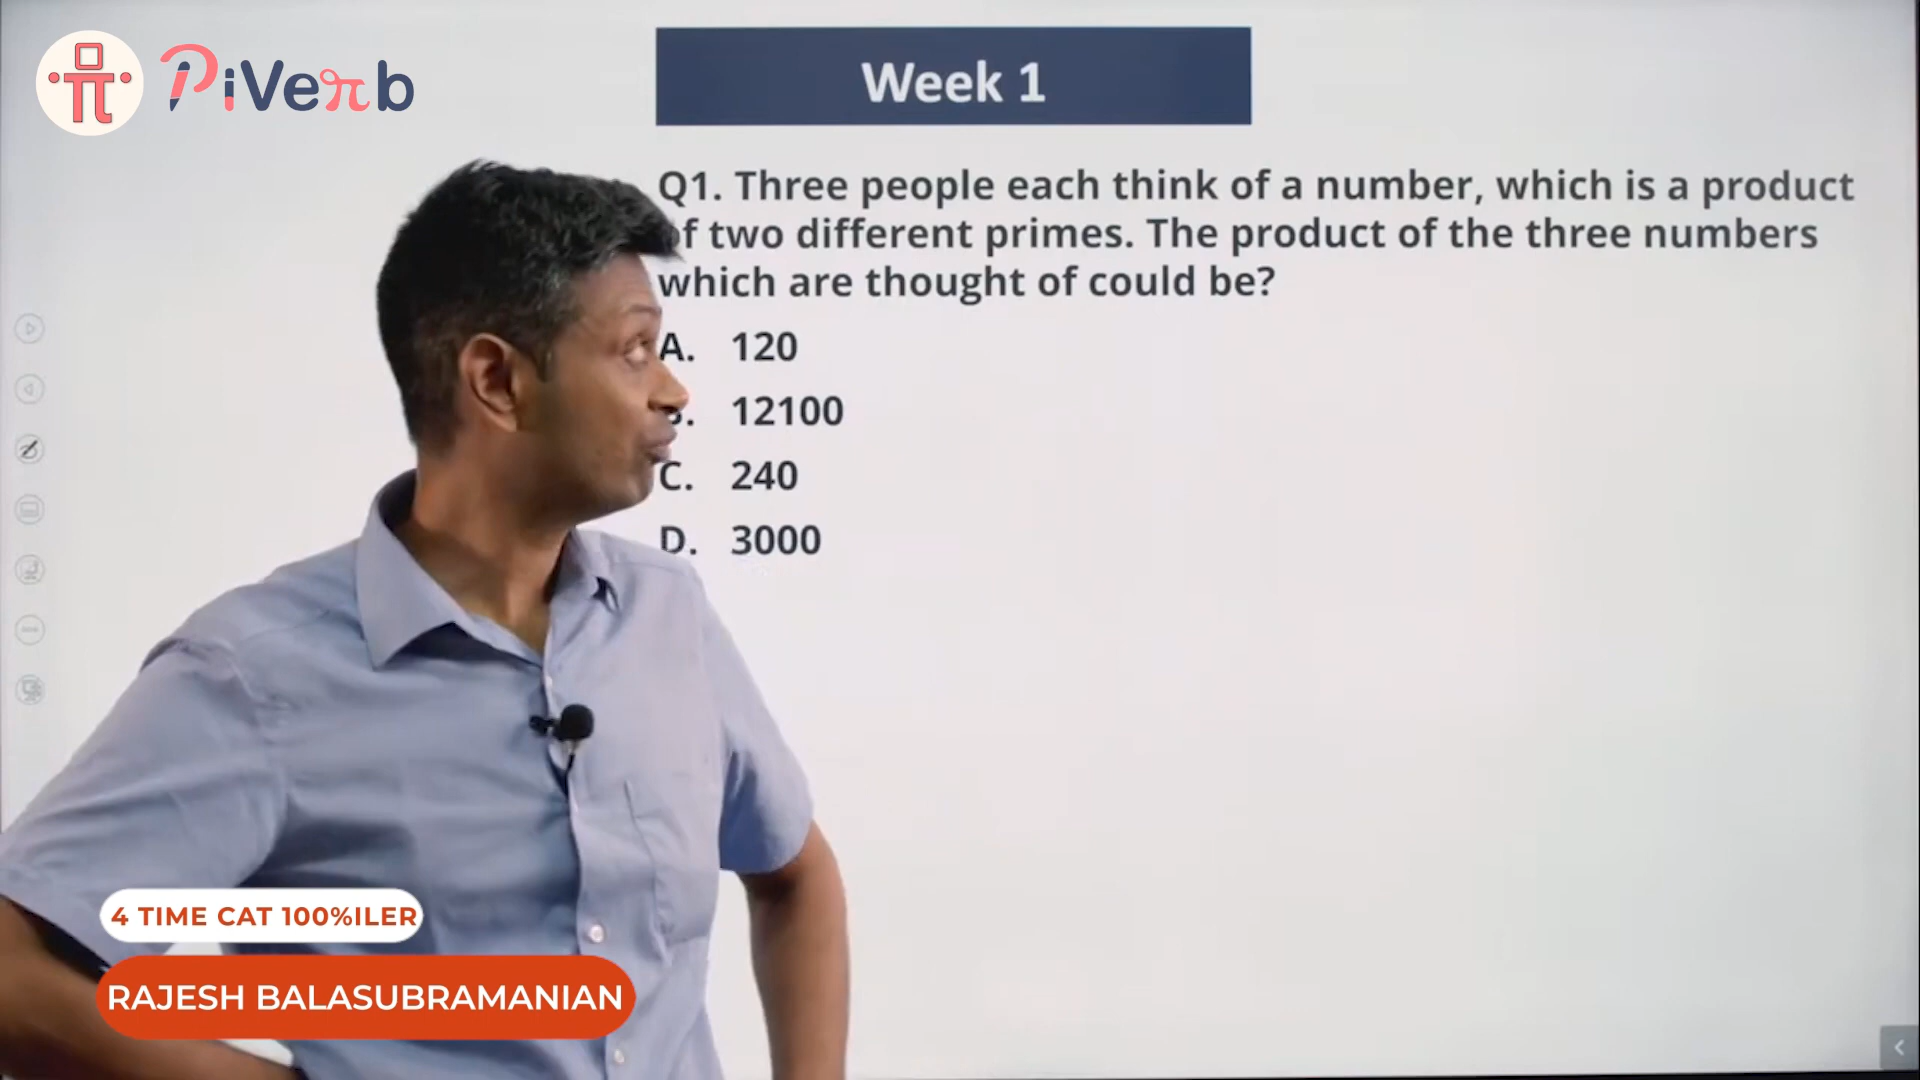 PiVeπb
Week 1
Q1. Three people each think of a number, which is a product
of two different primes. The product of the three numbers
which are thought of could be?
A. 120
B. 12100
C. 240
D. 3000
4 TIME CAT 100%ILER
RAJESH BALASUBRAMANIAN